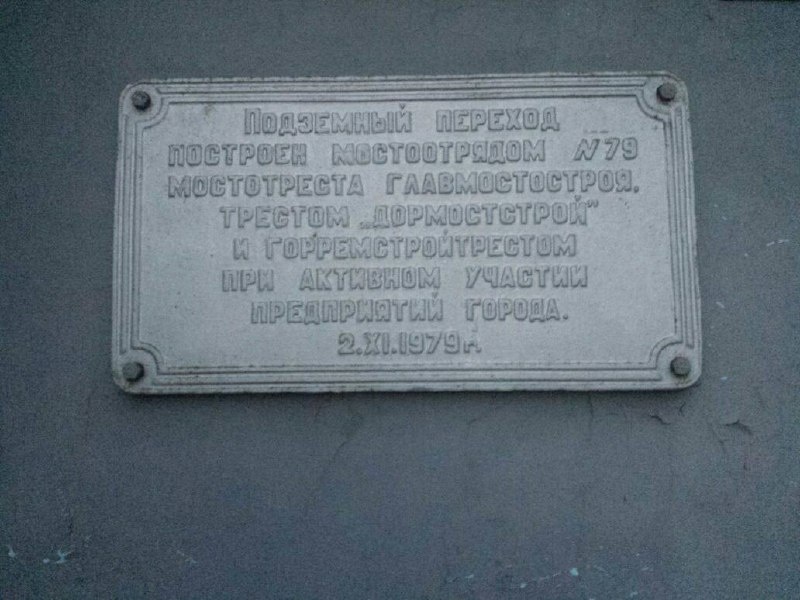 Подземный переход
построен мостоотрядом №79
мостотреста главмостостроя,
трестом „дормостстрой"
и горремстройтрестом
при активном участии
предприятий города.
2.XI.1979г.